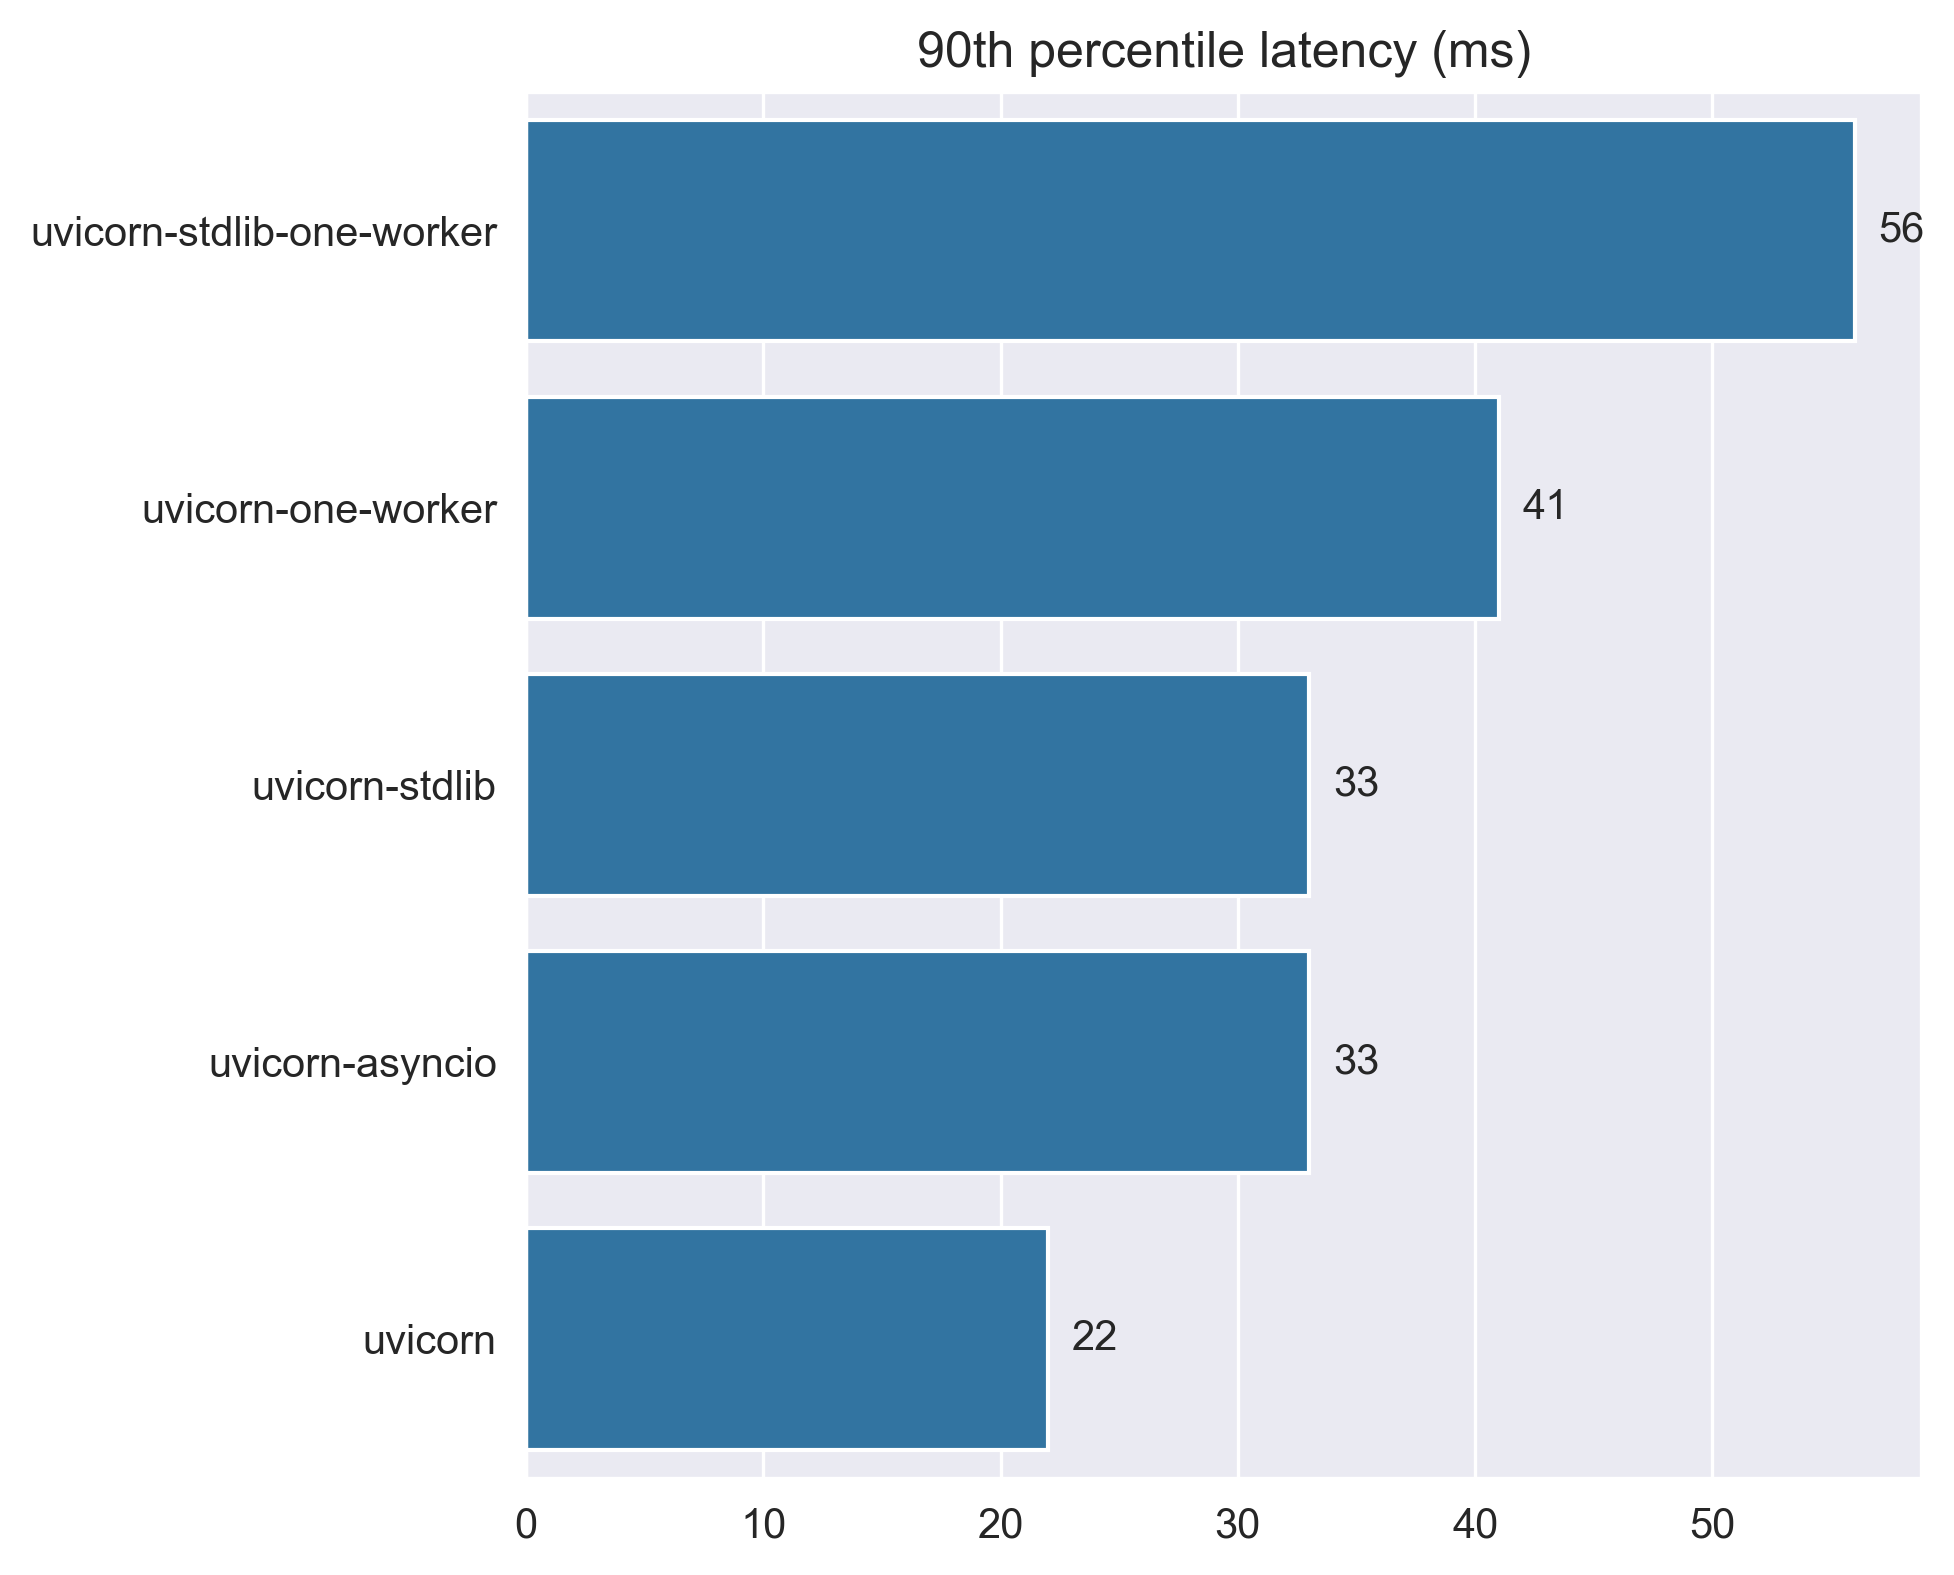 90th percentile latency (ms)
uvicorn-stdlib-one-worker 56
uvicorn-one-worker 41
uvicorn-stdlib 33
uvicorn-asyncio 33
uvicorn 22
0 10 20 30 40 50